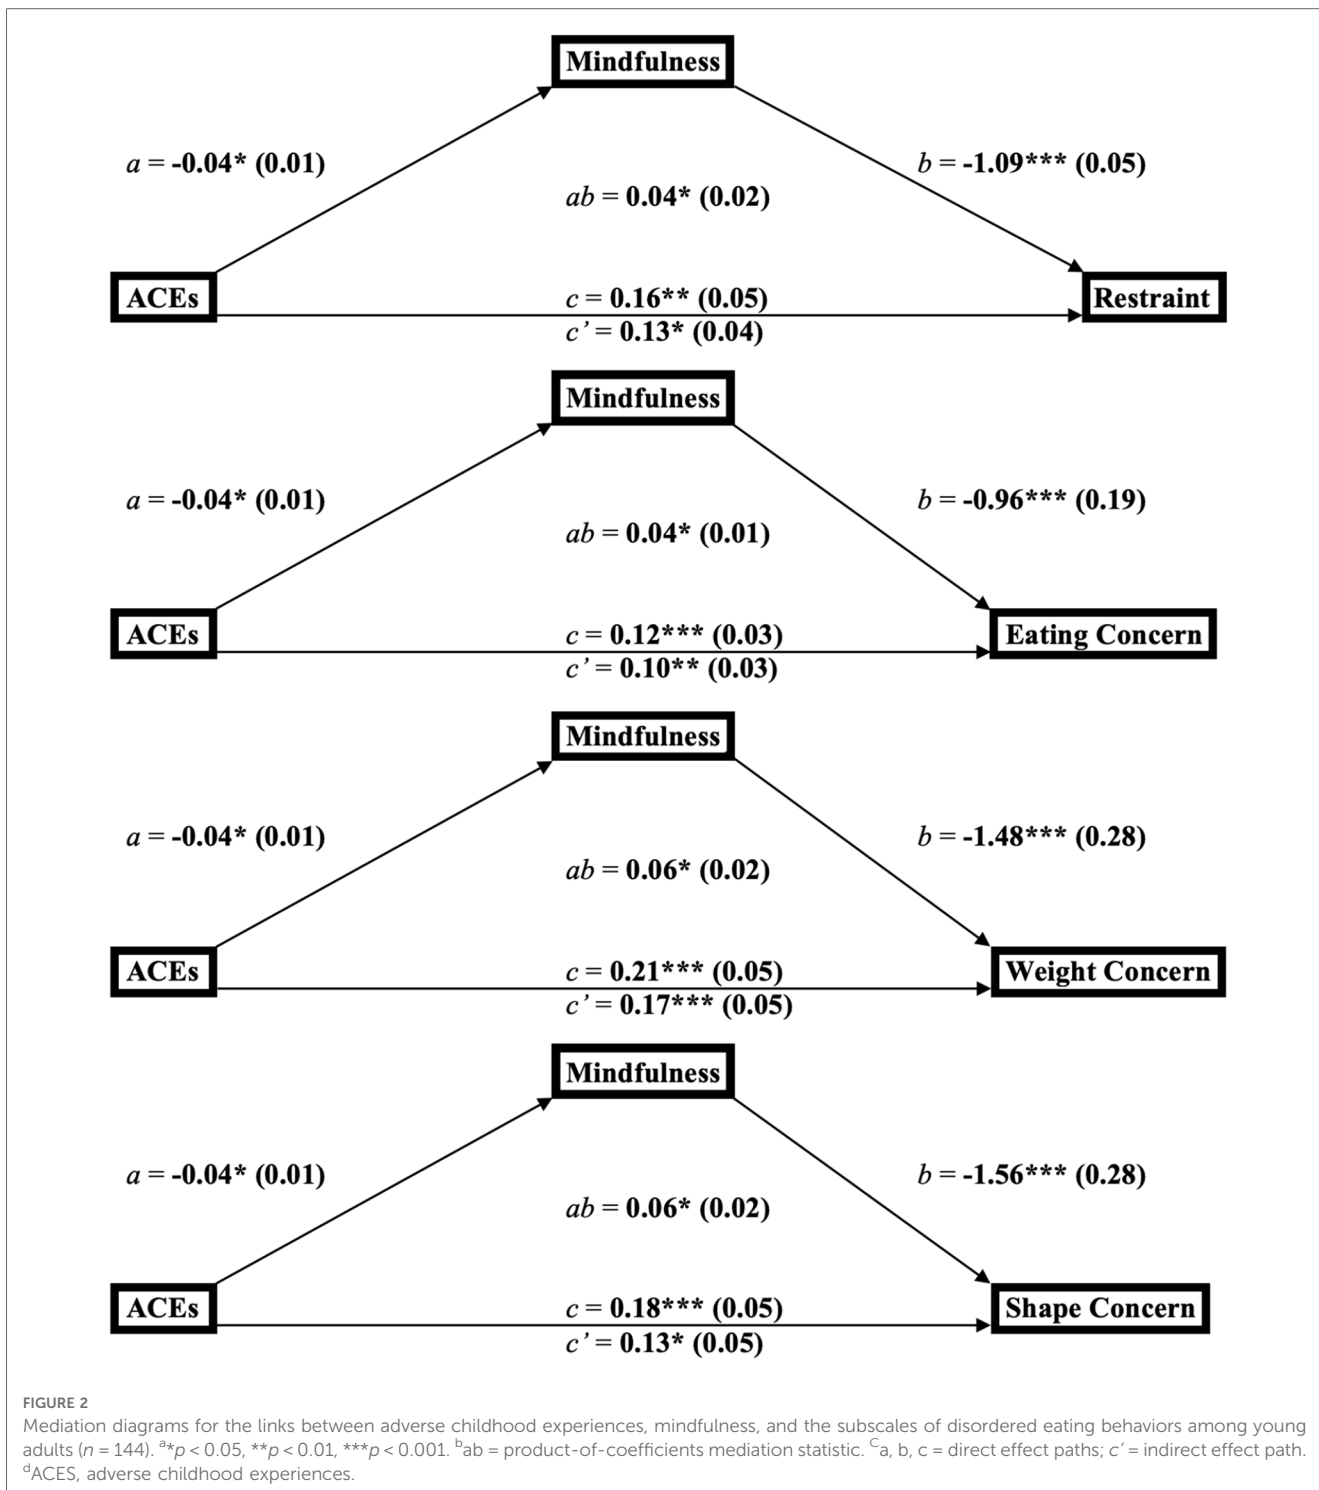 Mindfulness
a = -0.04* (0.01)
b = -1.09*** (0.05)
ab = 0.04* (0.02)
ACEs
c = 0.16** (0.05)
Restraint
c’ = 0.13* (0.04)
Mindfulness
a = -0.04* (0.01)
b = -0.96*** (0.19)
ab = 0.04* (0.01)
ACEs
c = 0.12*** (0.03)
Eating Concern
c’ = 0.10** (0.03)
Mindfulness
a = -0.04* (0.01)
b = -1.48*** (0.28)
ab = 0.06* (0.02)
ACEs
c = 0.21*** (0.05)
Weight Concern
c’ = 0.17*** (0.05)
Mindfulness
a = -0.04* (0.01)
b = -1.56*** (0.28)
ab = 0.06* (0.02)
ACEs
c = 0.18*** (0.05)
Shape Concern
c’ = 0.13* (0.05)
FIGURE 2
Mediation diagrams for the links between adverse childhood experiences, mindfulness, and the subscales of disordered eating behaviors among young
adults (n = 144). a*p < 0.05, **p < 0.01, ***p < 0.001. bab = product-of-coefficients mediation statistic. Ca, b, c = direct effect paths; c′ = indirect effect path.
dACES, adverse childhood experiences.